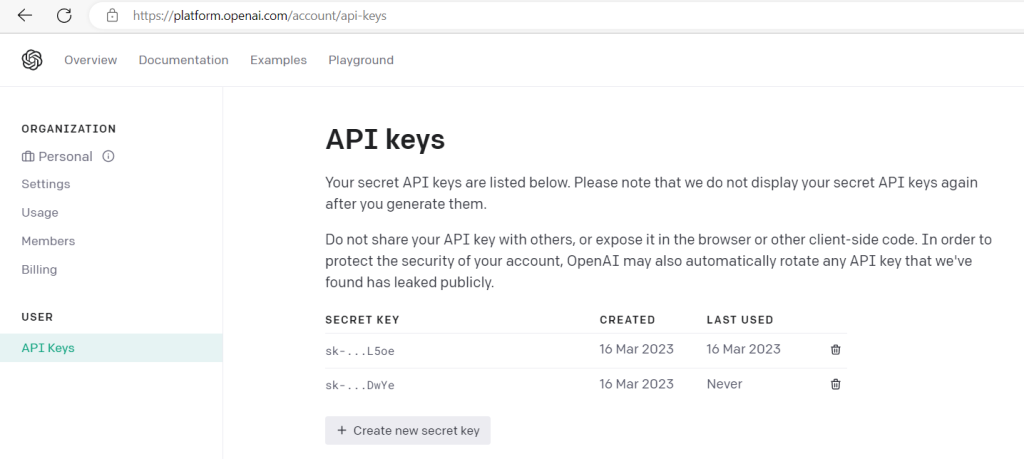 https://platform.openai.com/account/api-keys
Overview Documentation Examples Playground
ORGANIZATION
Personal
Settings
Usage
Members
Billing
USER
API Keys
API keys
Your secret API keys are listed below. Please note that we do not display your secret API keys again
after you generate them.
Do not share your API key with others, or expose it in the browser or other client-side code. In order to
protect the security of your account, OpenAI may also automatically rotate any API key that we've
found has leaked publicly.
SECRET KEY CREATED LAST USED
sk-...L5oe 16 Mar 2023 16 Mar 2023
sk-...DwYe 16 Mar 2023 Never
+ Create new secret key